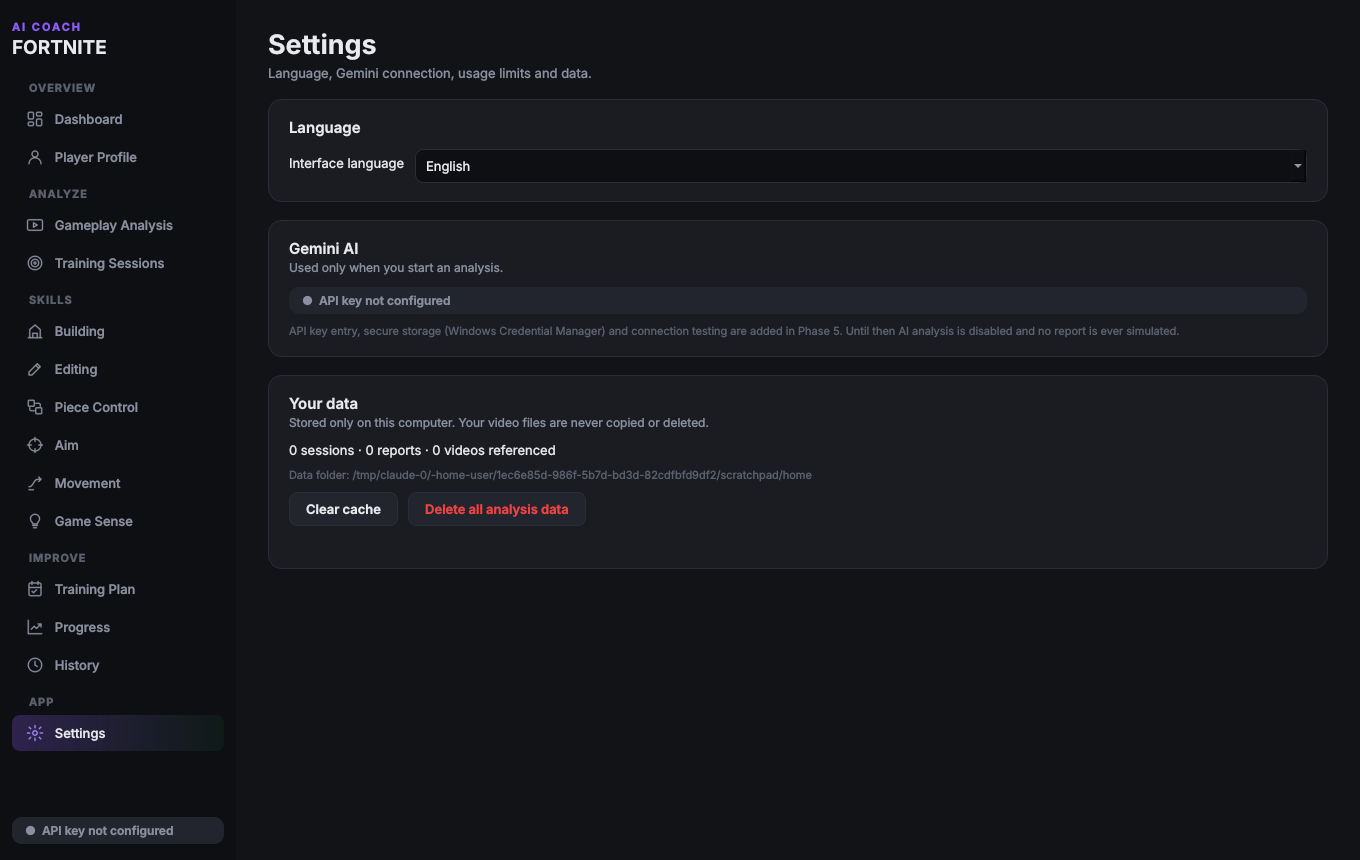 AI COACH
FORTNITE
OVERVIEW
Dashboard
Player Profile
ANALYZE
Gameplay Analysis
Training Sessions
SKILLS
Building
Editing
Piece Control
Aim
Movement
Game Sense
IMPROVE
Training Plan
Progress
History
APP
Settings
API key not configured
Settings
Language, Gemini connection, usage limits and data.
Language
Interface language English
Gemini AI
Used only when you start an analysis.
API key not configured
API key entry, secure storage (Windows Credential Manager) and connection testing are added in Phase 5. Until then AI analysis is disabled and no report is ever simulated.
Your data
Stored only on this computer. Your video files are never copied or deleted.
0 sessions · 0 reports · 0 videos referenced
Data folder: /tmp/claude-0/-home-user/1ec6e85d-986f-5b7d-bd3d-82cdfbfd9df2/scratchpad/home
Clear cache Delete all analysis data